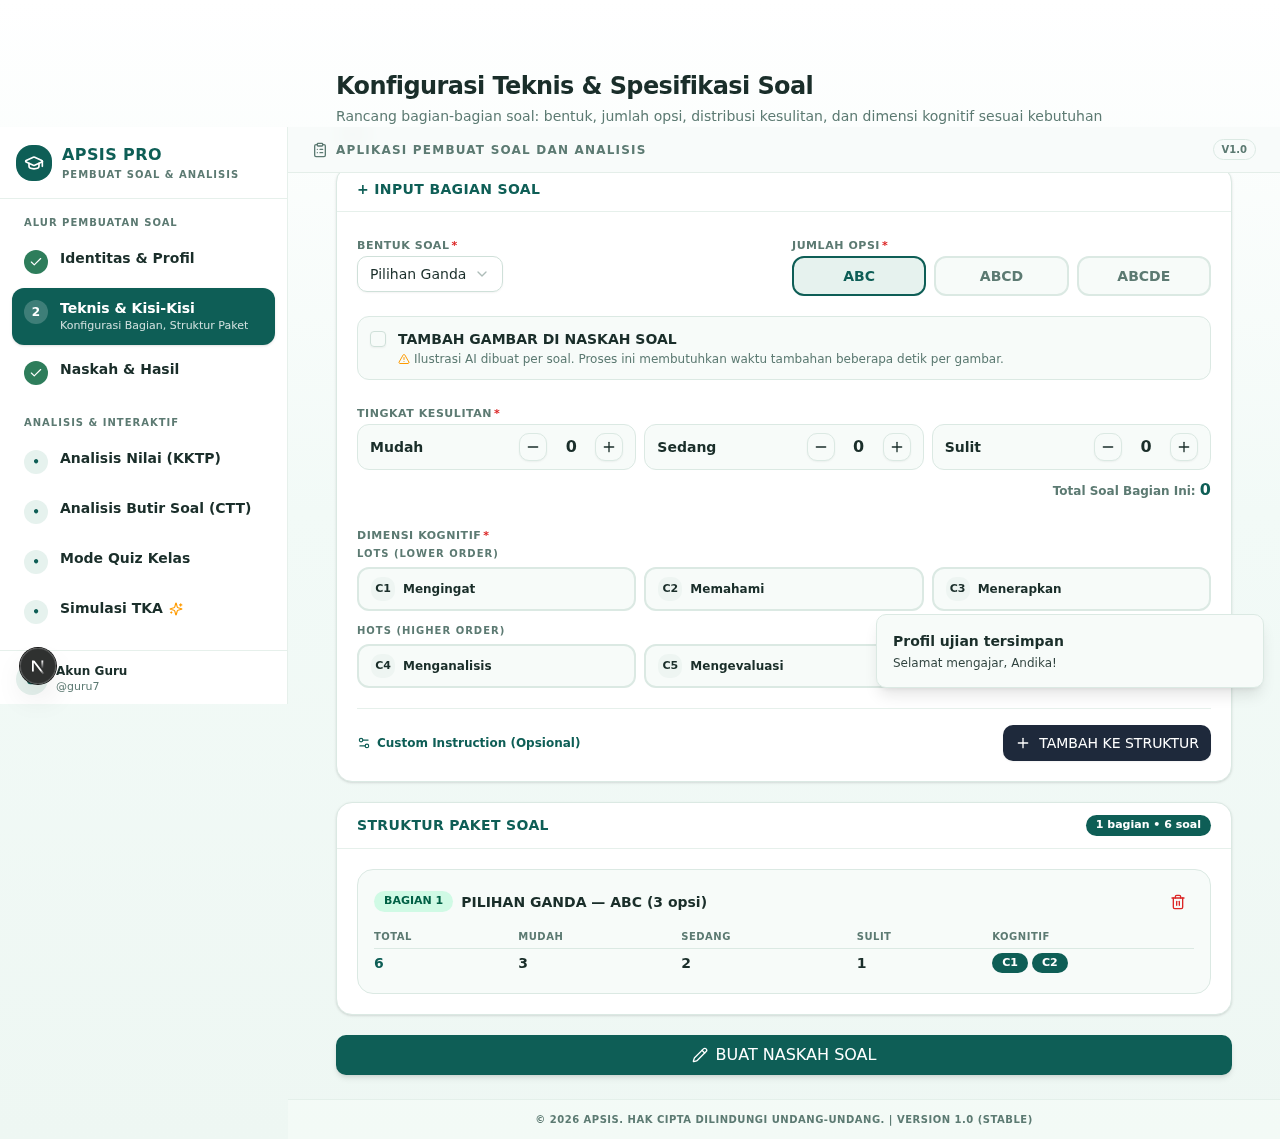 Konfigurasi Teknis & Spesifikasi Soal
Rancang bagian-bagian soal: bentuk, jumlah opsi, distribusi kesulitan, dan dimensi kognitif sesuai kebutuhan
APSIS PRO
PEMBUAT SOAL & ANALISIS
APLIKASI PEMBUAT SOAL DAN ANALISIS
V1.0
ALUR PEMBUATAN SOAL
Identitas & Profil
2
Teknis & Kisi-Kisi
Konfigurasi Bagian, Struktur Paket
Naskah & Hasil
ANALISIS & INTERAKTIF
Analisis Nilai (KKTP)
Analisis Butir Soal (CTT)
Mode Quiz Kelas
Simulasi TKA
N
Akun Guru
@guru7
+ INPUT BAGIAN SOAL
BENTUK SOAL*
Pilihan Ganda
JUMLAH OPSI*
ABC
ABCD
ABCDE
TAMBAH GAMBAR DI NASKAH SOAL
Ilustrasi AI dibuat per soal. Proses ini membutuhkan waktu tambahan beberapa detik per gambar.
TINGKAT KESULITAN*
Mudah − 0 +
Sedang − 0 +
Sulit − 0 +
Total Soal Bagian Ini: 0
DIMENSI KOGNITIF*
LOTS (LOWER ORDER)
C1 Mengingat
C2 Memahami
C3 Menerapkan
HOTS (HIGHER ORDER)
C4 Menganalisis
C5 Mengevaluasi
Profil ujian tersimpan
Selamat mengajar, Andika!
Custom Instruction (Opsional)
+ TAMBAH KE STRUKTUR
STRUKTUR PAKET SOAL
1 bagian • 6 soal
BAGIAN 1 PILIHAN GANDA — ABC (3 opsi)
TOTAL MUDAH SEDANG SULIT KOGNITIF
6 3 2 1 C1 C2
BUAT NASKAH SOAL
© 2026 APSIS. HAK CIPTA DILINDUNGI UNDANG-UNDANG. | VERSION 1.0 (STABLE)